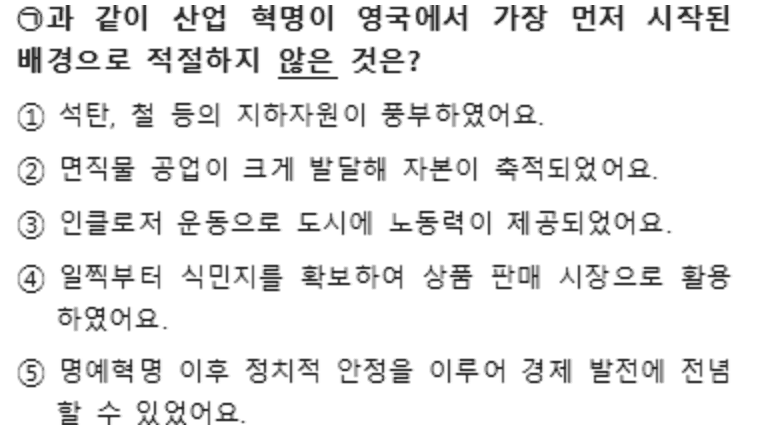 ㉠과 같이 산업 혁명이 영국에서 가장 먼저 시작된
배경으로 적절하지 않은 것은?
① 석탄, 철 등의 지하자원이 풍부하였어요.
② 면직물 공업이 크게 발달해 자본이 축적되었어요.
③ 인클로저 운동으로 도시에 노동력이 제공되었어요.
④ 일찍부터 식민지를 확보하여 상품 판매 시장으로 활용
하였어요.
⑤ 명예혁명 이후 정치적 안정을 이루어 경제 발전에 전념
할 수 있었어요.